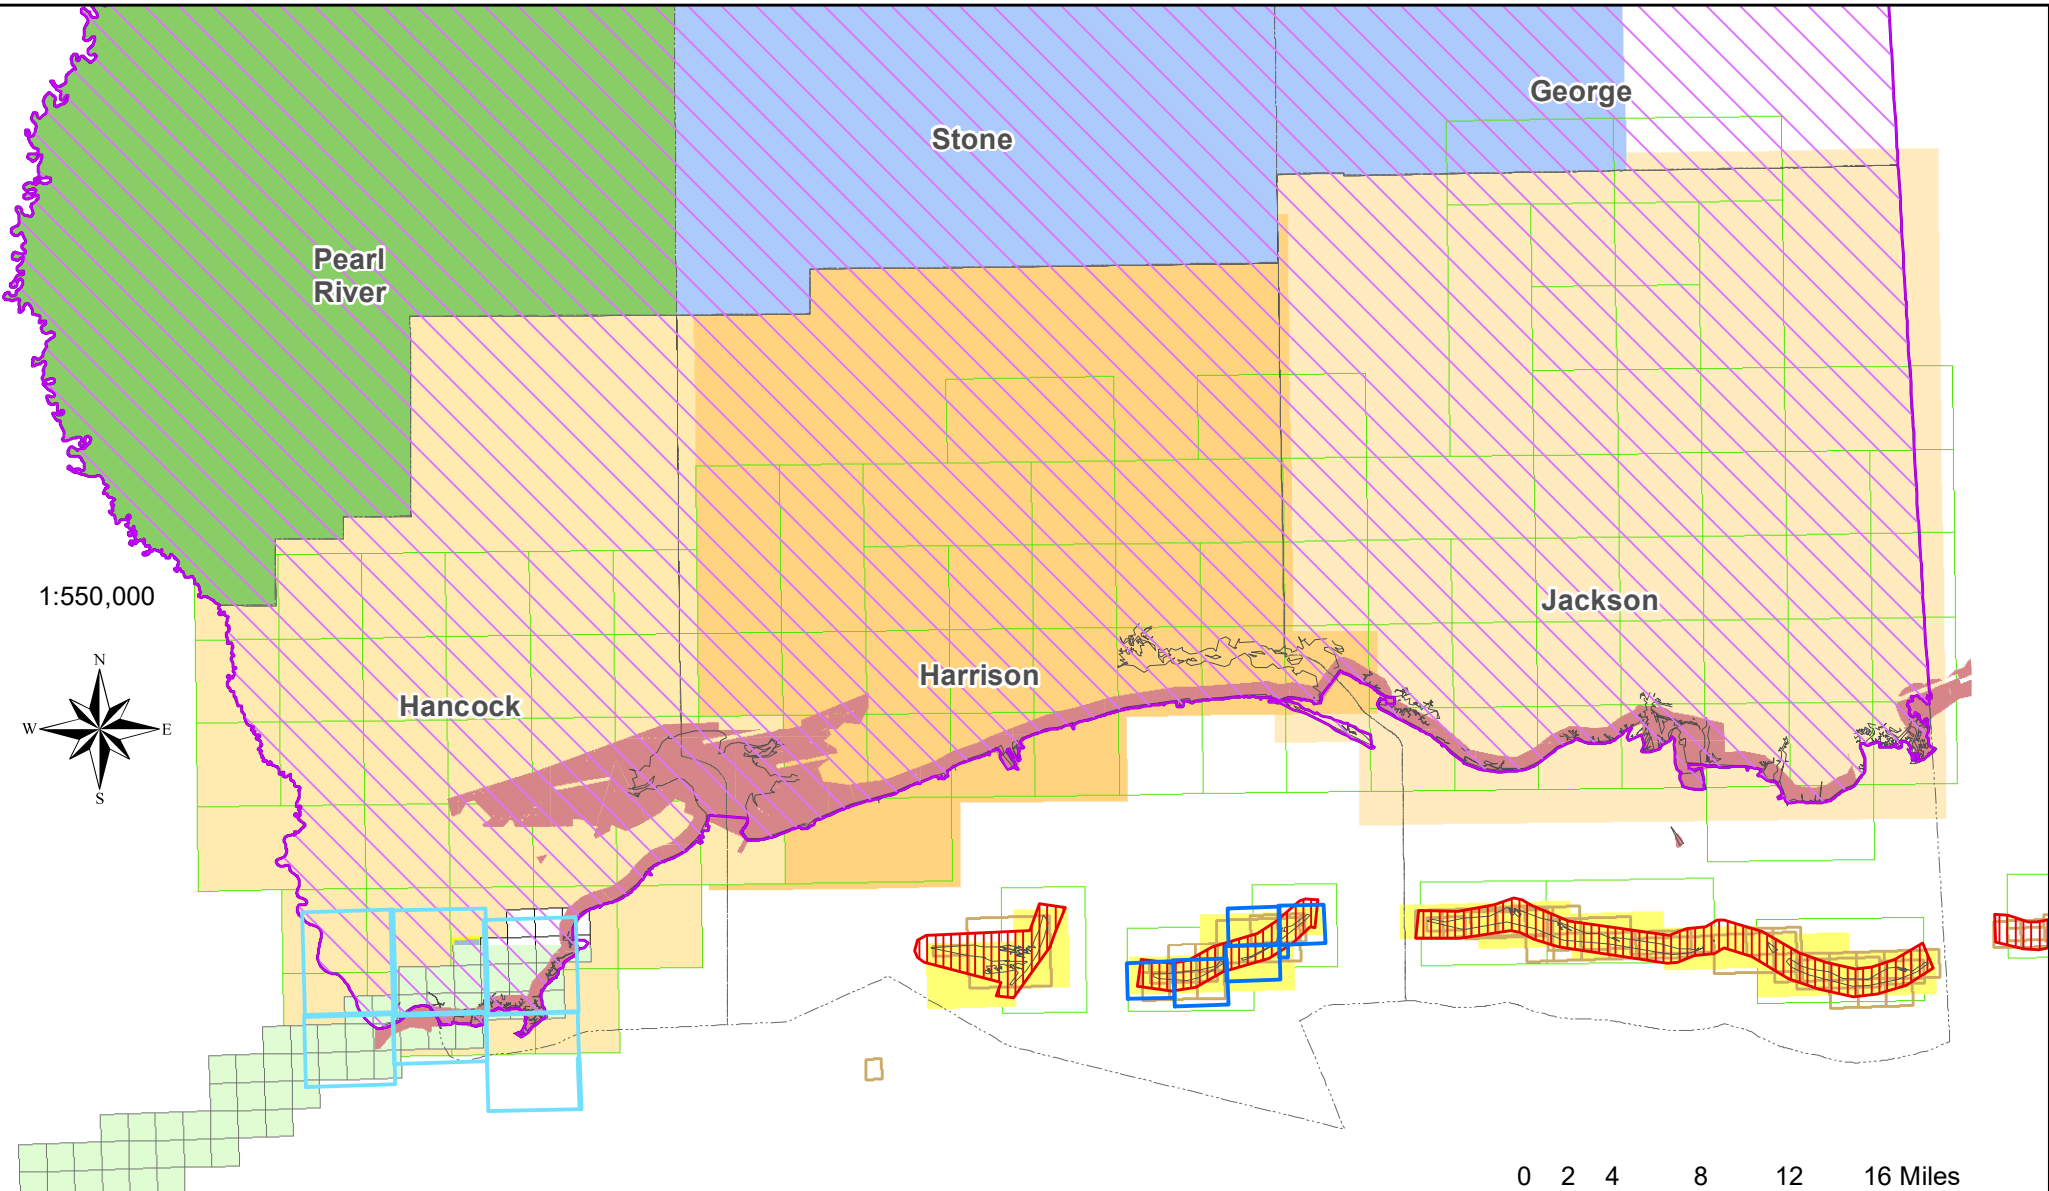 George
Stone
Pearl
River
1:550,000
Jackson
Harrison
Hancock
N
W E
S
0 2 4 8 12 16 Miles